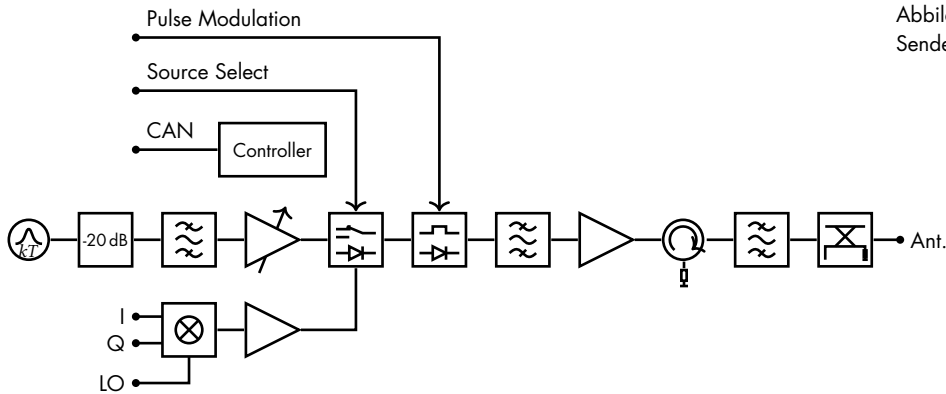 Pulse Modulation
Source Select
CAN
Controller
kT
-20 dB
Ant.
I
Q
LO